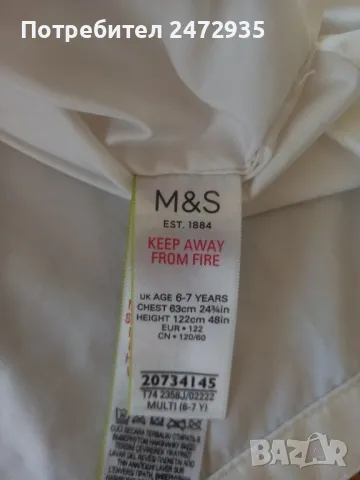 Потребител 2472935
M&S
EST. 1884
KEEP AWAY
FROM FIRE
UK AGE 6-7 YEARS
CHEST 63cm 24¾in
HEIGHT 122cm 48in
EUR • 122
CN • 120/60
20734145
T74 2358J/02222
MULTI (6-7 Y)
BAZAR